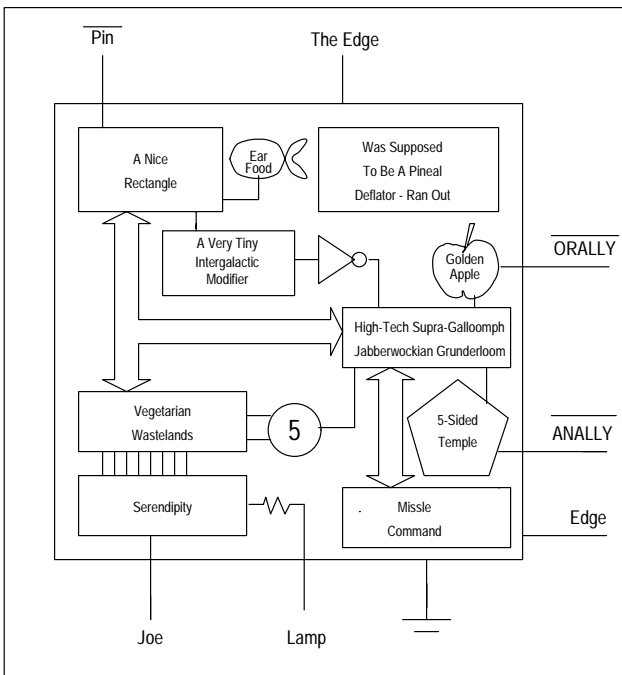 Pin
The Edge
A Nice
Rectangle
Ear
Food
Was Supposed
To Be A Pineal
Deflator - Ran Out
A Very Tiny
Intergalactic
Modifier
Golden
Apple
ORALLY
High-Tech Supra-Galloomph
Jabberwockian Grunderloom
Vegetarian
Wastelands
5
5-Sided
Temple
ANALLY
Serendipity
Missle
Command
Edge
Joe
Lamp